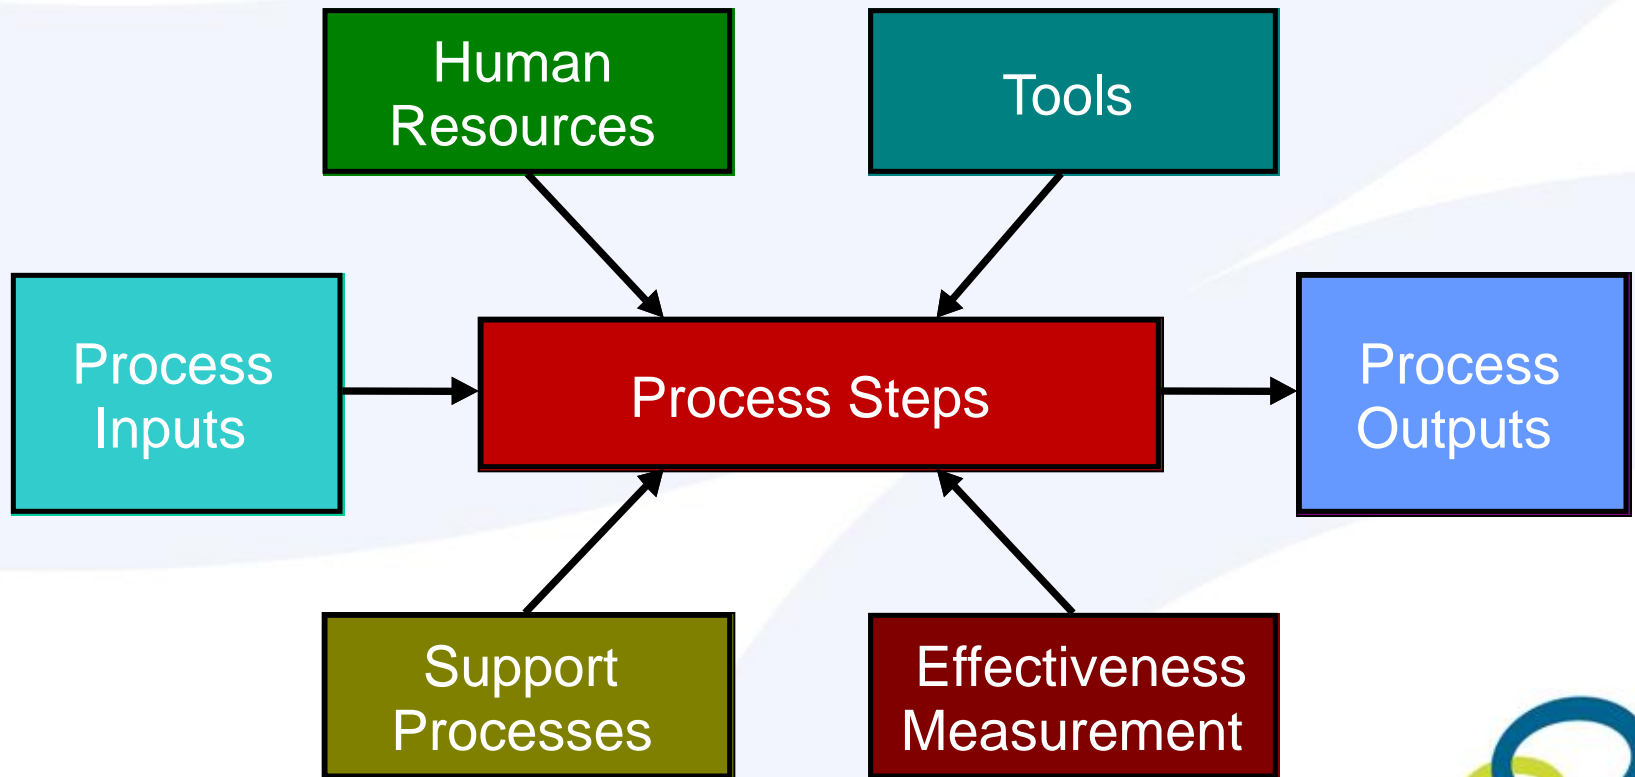 Human
Resources
Tools
Process
Inputs
Process Steps
Process
Outputs
Support
Processes
Effectiveness
Measurement